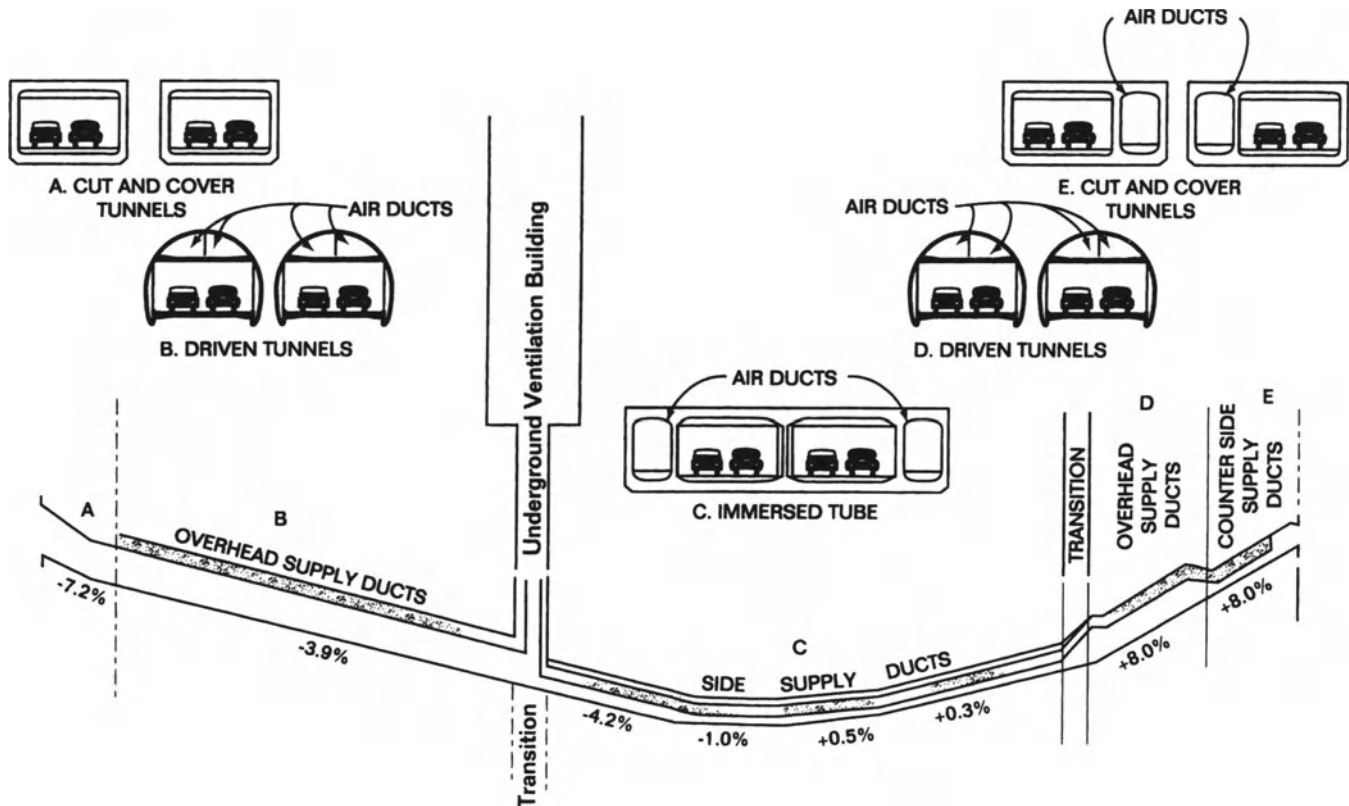 AIR DUCTS
A. CUT AND COVER
TUNNELS
AIR DUCTS
B. DRIVEN TUNNELS
Underground Ventilation Building
AIR DUCTS
C. IMMERSED TUBE
AIR DUCTS
D. DRIVEN TUNNELS
E. CUT AND COVER
TUNNELS
A
B
OVERHEAD SUPPLY DUCTS
-7.2%
-3.9%
Transition
C
SIDE SUPPLY DUCTS
-4.2%
-1.0%
+0.5%
+0.3%
TRANSITION
D
OVERHEAD
SUPPLY
DUCTS
+8.0%
E
COUNTER SIDE
SUPPLY
DUCTS
+8.0%